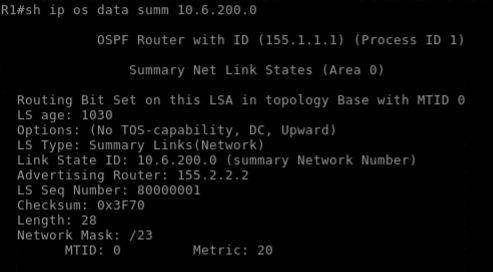 R1#sh ip os data summ 10.6.200.0
OSPF Router with ID (155.1.1.1) (Process ID 1)
Summary Net Link States (Area 0)
Routing Bit Set on this LSA in topology Base with MTID 0
LS age: 1030
Options: (No TOS-capability, DC, Upward)
LS Type: Summary Links(Network)
Link State ID: 10.6.200.0 (summary Network Number)
Advertising Router: 155.2.2.2
LS Seq Number: 80000001
Checksum: 0x3F70
Length: 28
Network Mask: /23
MTID: 0 Metric: 20